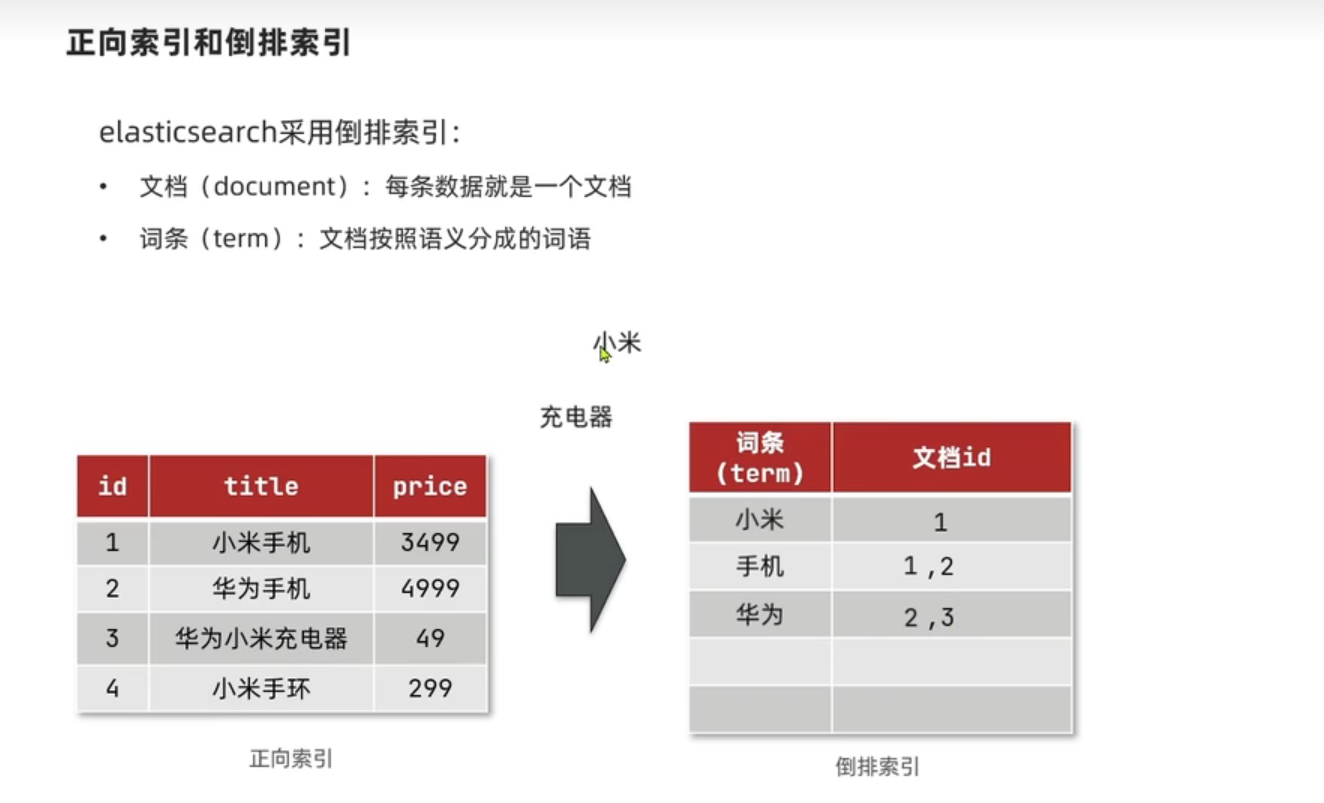 正向索引和倒排索引
elasticsearch采用倒排索引：
• 文档（document）：每条数据就是一个文档
• 词条（term）：文档按照语义分成的词语
小米
充电器
id title price
1 小米手机 3499
2 华为手机 4999
3 华为小米充电器 49
4 小米手环 299
正向索引
词条
(term) 文档id
小米 1
手机 1,2
华为 2,3
倒排索引